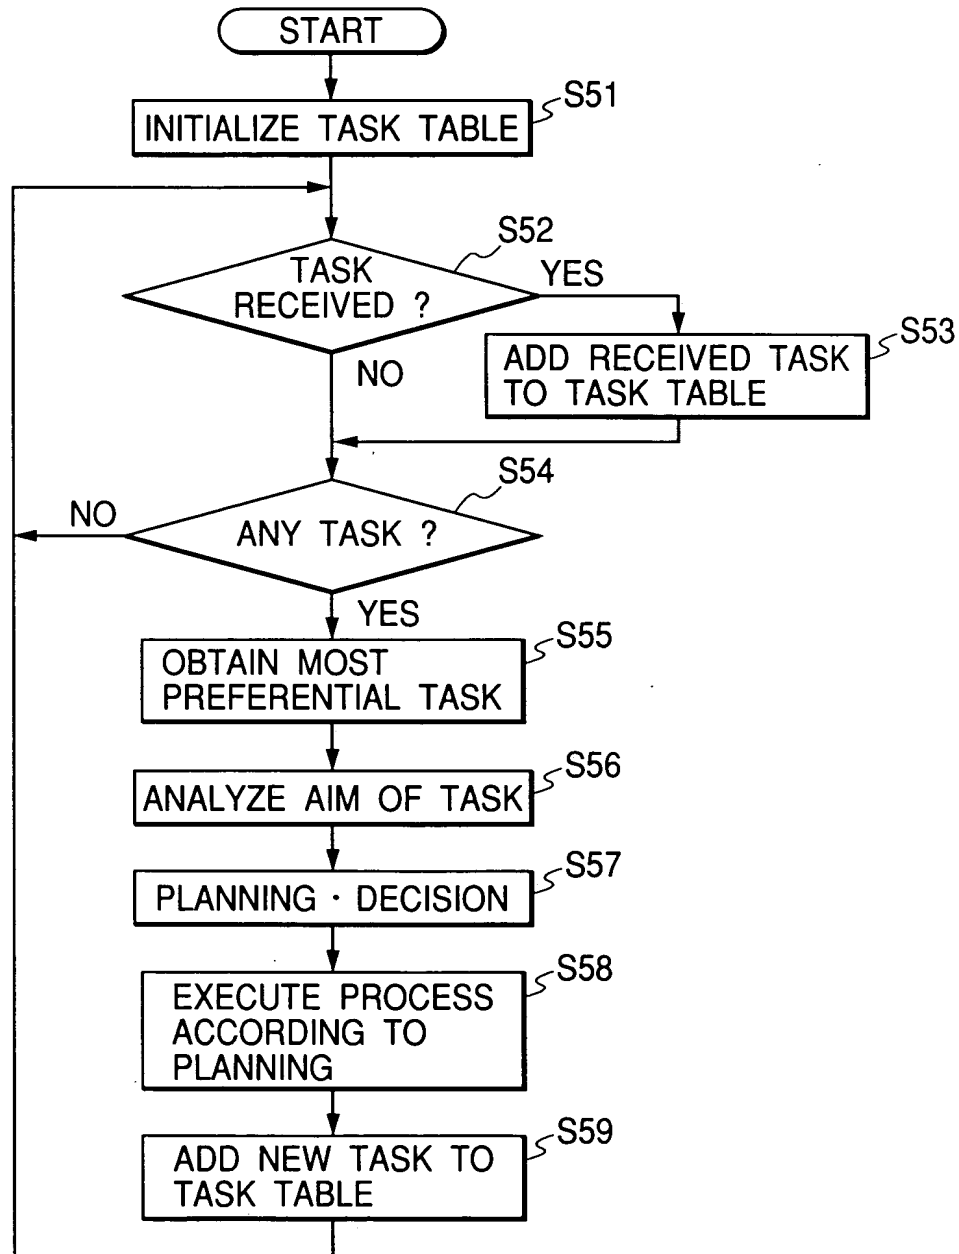 START
S51
INITIALIZE TASK TABLE
S52
TASK
RECEIVED ?
YES
NO
S53
ADD RECEIVED TASK
TO TASK TABLE
S54
ANY TASK ?
NO
YES
S55
OBTAIN MOST
PREFERENTIAL TASK
S56
ANALYZE AIM OF TASK
S57
PLANNING · DECISION
S58
EXECUTE PROCESS
ACCORDING TO
PLANNING
S59
ADD NEW TASK TO
TASK TABLE